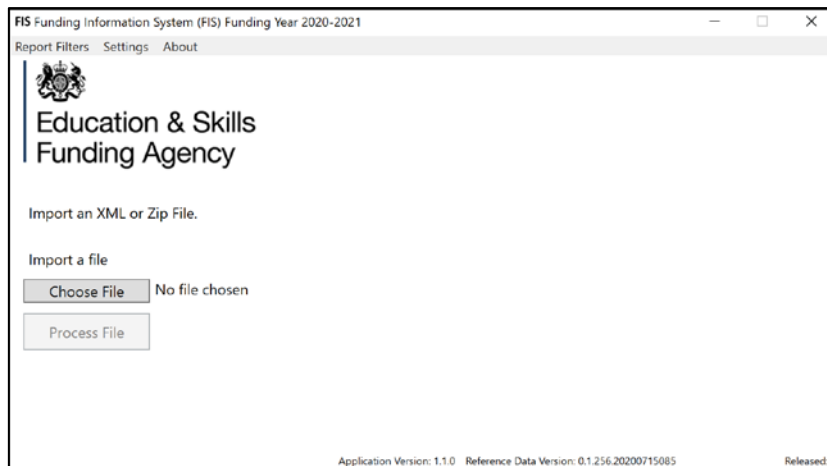 FIS Funding Information System (FIS) Funding Year 2020-2021
Report Filters Settings About
Education & Skills
Funding Agency
Import an XML or Zip File.
Import a file
Choose File No file chosen
Process File
Application Version: 1.1.0 Reference Data Version: 0.1.256.20200715085 Released: